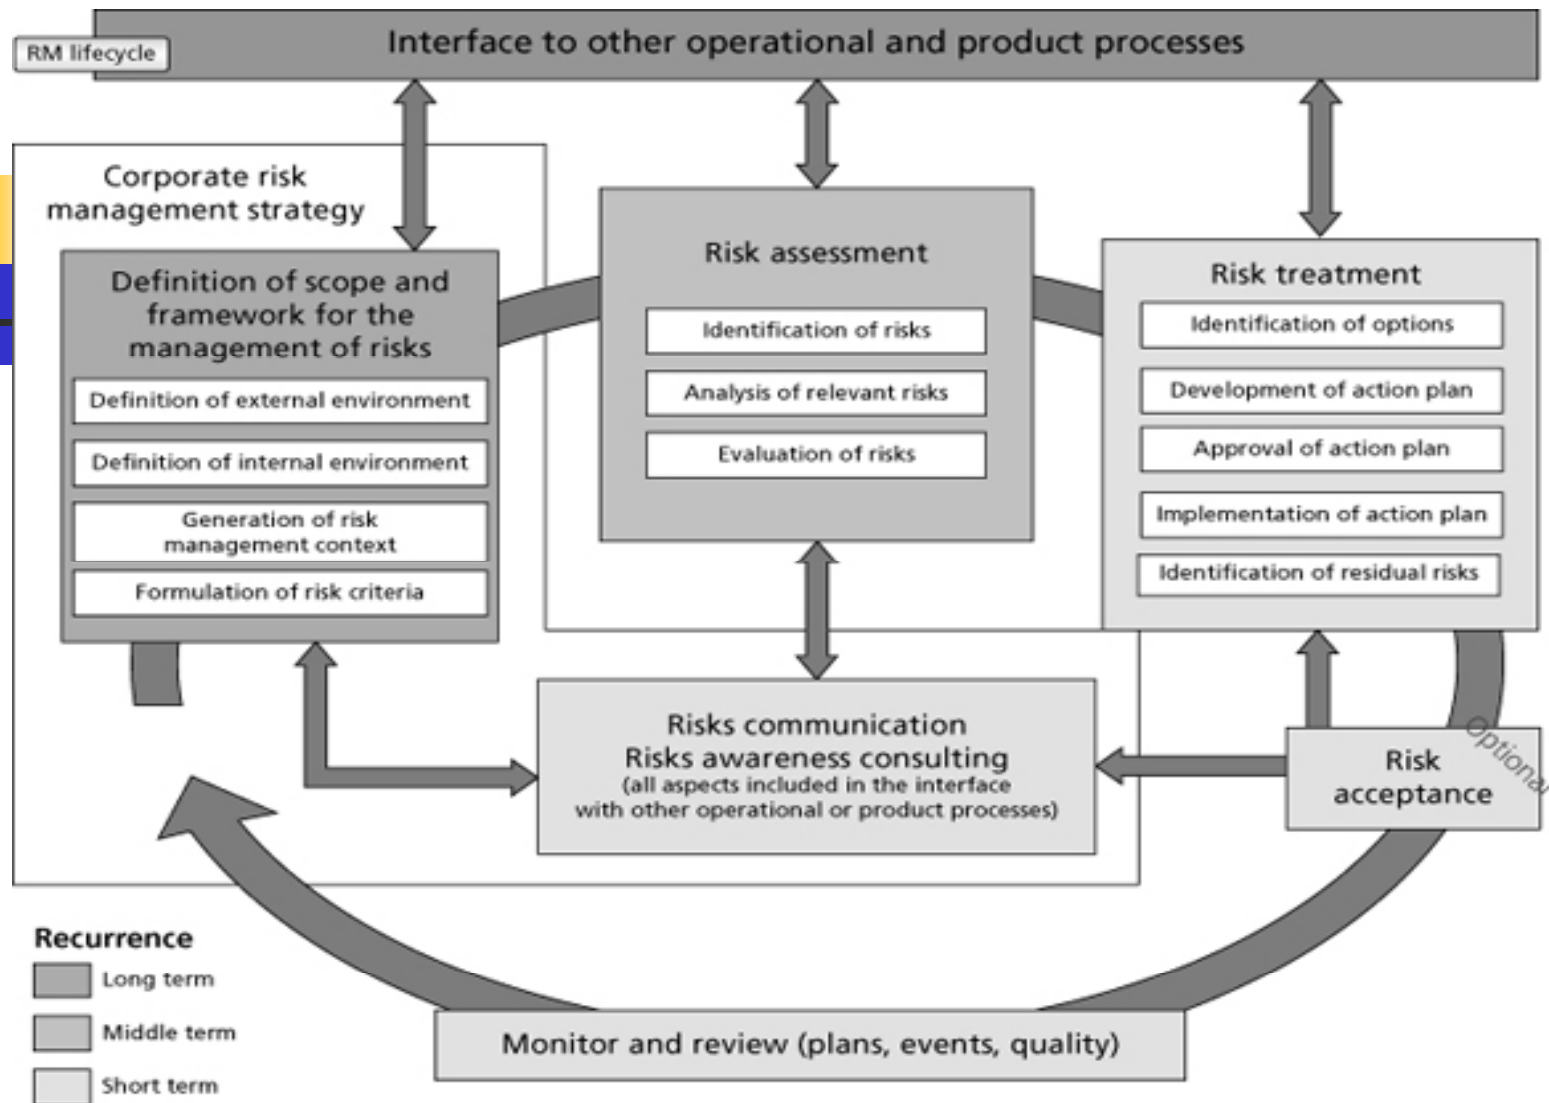 Interface to other operational and product processes
RM lifecycle
Corporate risk
management strategy
Definition of scope and
framework for the
management of risks
Definition of external environment
Definition of internal environment
Generation of risk
management context
Formulation of risk criteria
Risk assessment
Identification of risks
Analysis of relevant risks
Evaluation of risks
Risk treatment
Identification of options
Development of action plan
Approval of action plan
Implementation of action plan
Identification of residual risks
Risks communication
Risks awareness consulting
(all aspects included in the interface
with other operational or product processes)
Risk
acceptance
Optional
Monitor and review (plans, events, quality)
Recurrence
Long term
Middle term
Short term